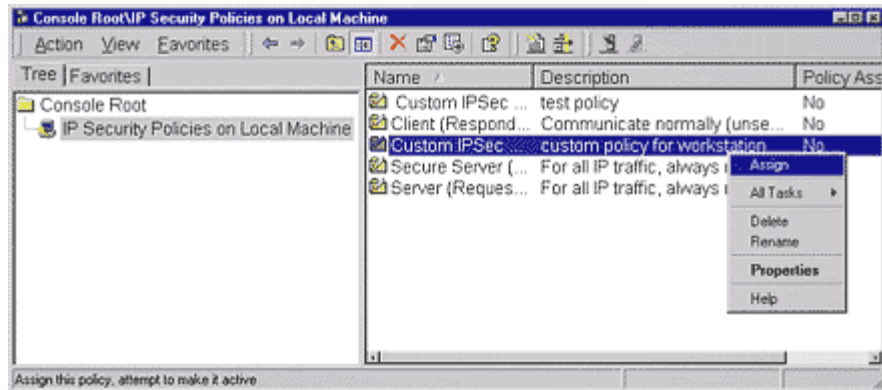 Console Root\IP Security Policies on Local Machine
Action View Favorites
Tree Favorites
Name Description Policy Ass
Console Root
IP Security Policies on Local Machine
Custom IPSec ... test policy No
Client (Respond... Communicate normally (unse... No
Custom IPSec custom policy for workstation No
Secure Server (... For all IP traffic, always
Server (Reques... For all IP traffic, always
Assign
All Tasks
Delete
Rename
Properties
Help
Assign this policy, attempt to make it active